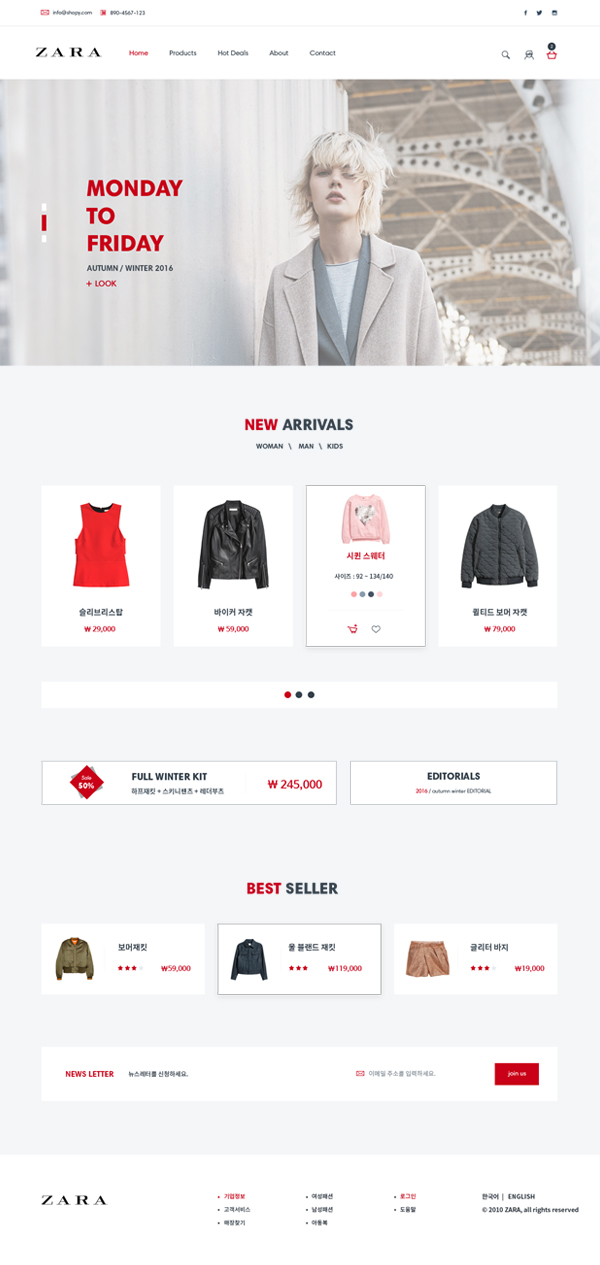 info@shopy.com 890-4567-123
ZARA Home Products Hot Deals About Contact
2
MONDAY
TO
FRIDAY
AUTUMN / WINTER 2016
+ LOOK
NEW ARRIVALS
WOMAN \ MAN \ KIDS
슬리브리스탑
₩ 29,000
바이커 자켓
₩ 59,000
시퀸 스웨터
사이즈 : 92 ~ 134/140
퀼티드 보머 자켓
₩ 79,000
Sale
50%
FULL WINTER KIT
하프재킷 + 스키니팬츠 + 레더부츠
₩ 245,000
EDITORIALS
2016 / autumn winter EDITORIAL
BEST SELLER
보머재킷
₩59,000
울 블랜드 재킷
₩119,000
글리터 바지
₩19,000
NEWS LETTER 뉴스레터를 신청하세요. 이메일 주소를 입력하세요. join us
ZARA
기업정보
고객서비스
매장찾기
여성패션
남성패션
아동복
로그인
도움말
한국어 | ENGLISH
© 2010 ZARA, all rights reserved